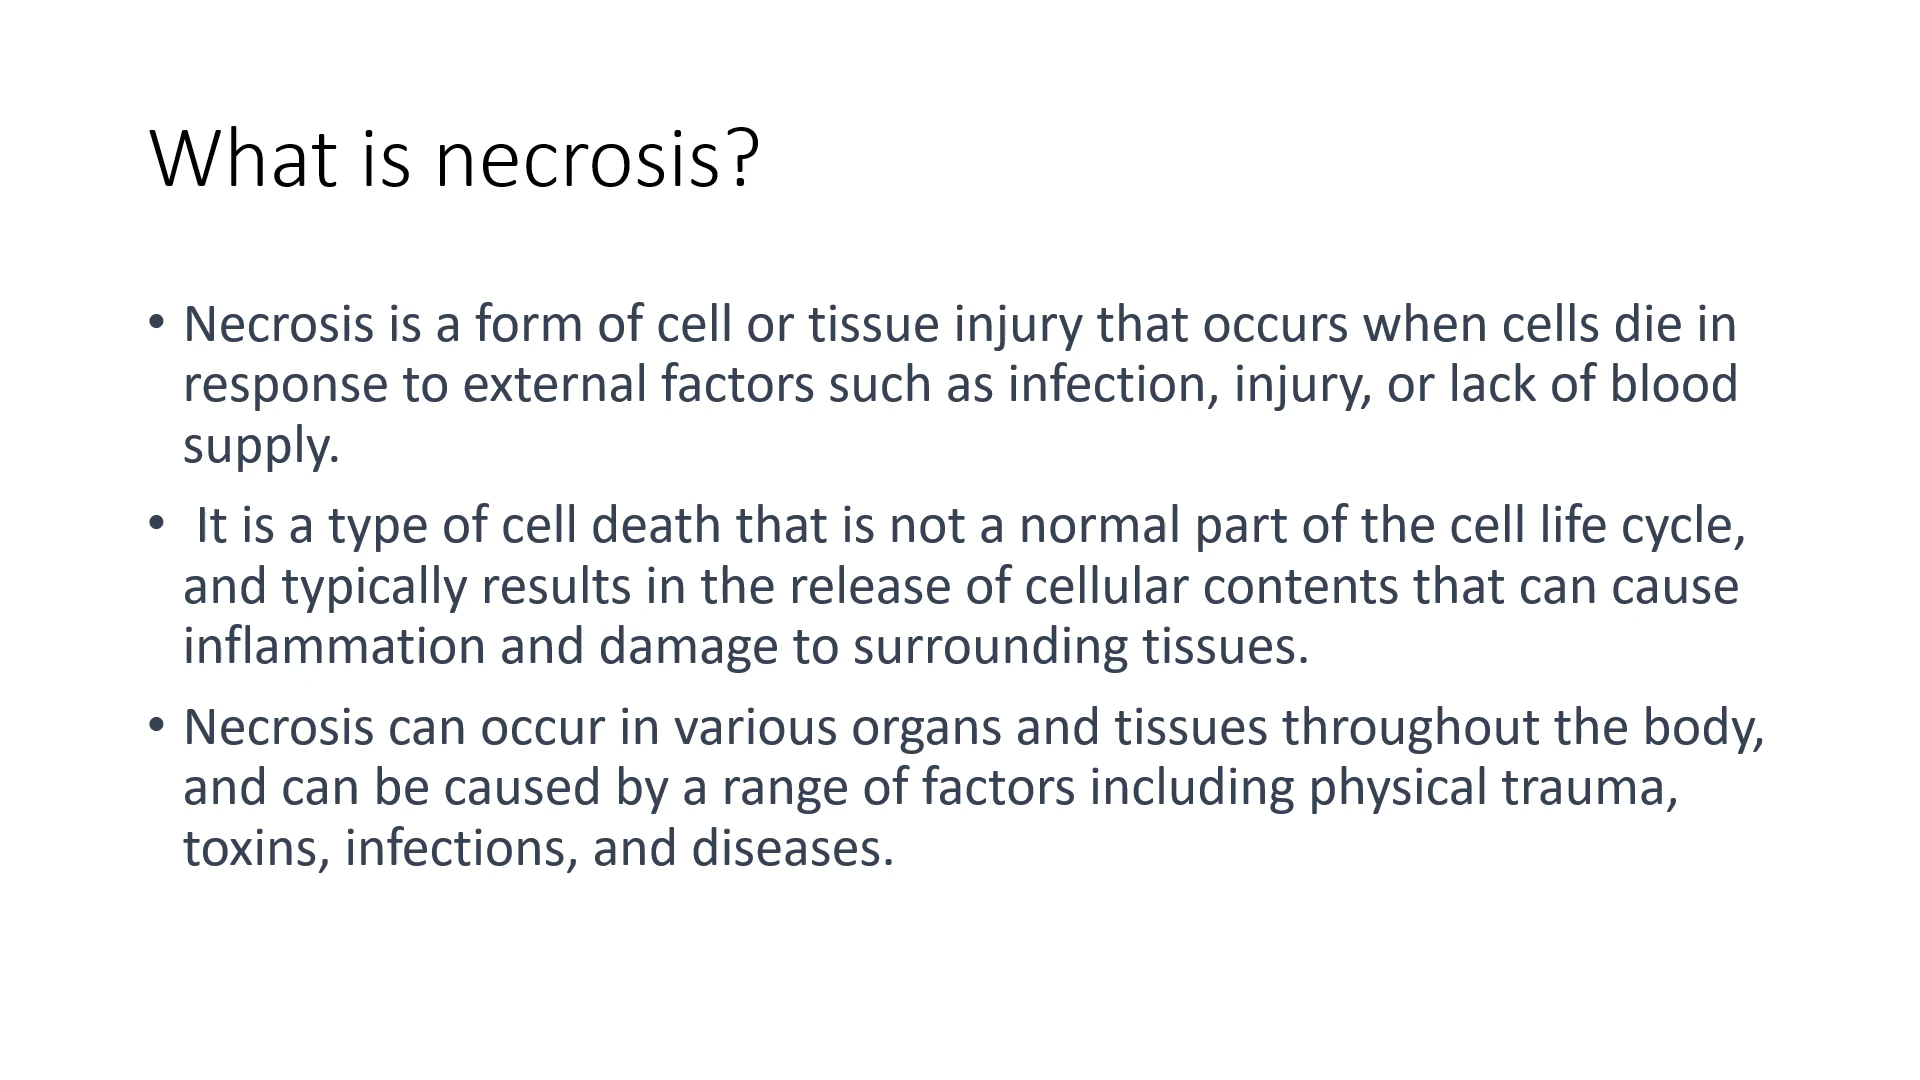 What is necrosis?
• Necrosis is a form of cell or tissue injury that occurs when cells die in
response to external factors such as infection, injury, or lack of blood
supply.
• It is a type of cell death that is not a normal part of the cell life cycle,
and typically results in the release of cellular contents that can cause
inflammation and damage to surrounding tissues.
• Necrosis can occur in various organs and tissues throughout the body,
and can be caused by a range of factors including physical trauma,
toxins, infections, and diseases.